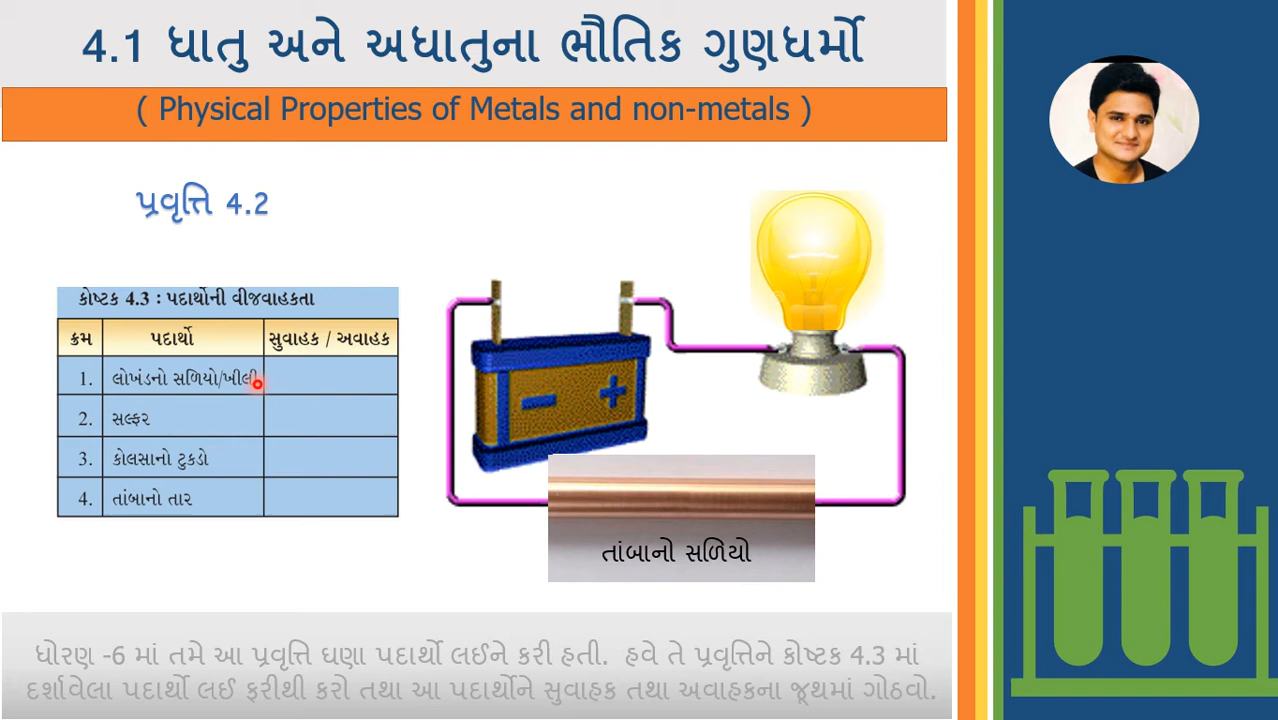 4.1 ધાતુ અને અધાતુના ભૌતિક ગુણધર્મો
( Physical Properties of Metals and non-metals )
પ્રવૃત્તિ 4.2
કોષ્ટક 4.3 : પદાર્થોની વીજવાહકતા
ક્રમ પદાર્થો સુવાહક / અવાહક
1. લોખંડનો સળિયો/ખીલી
2. સલ્ફર
3. કોલસાનો ટુકડો
4. તાંબાનો તાર
તાંબાનો સળિયો
ધોરણ -6 માં તમે આ પ્રવૃત્તિ ઘણા પદાર્થો લઈને કરી હતી. હવે તે પ્રવૃત્તિને કોષ્ટક 4.3 માં
દર્શાવેલા પદાર્થો લઈ ફરીથી કરો તથા આ પદાર્થોને સુવાહક તથા અવાહકના જૂથમાં ગોઠવો.